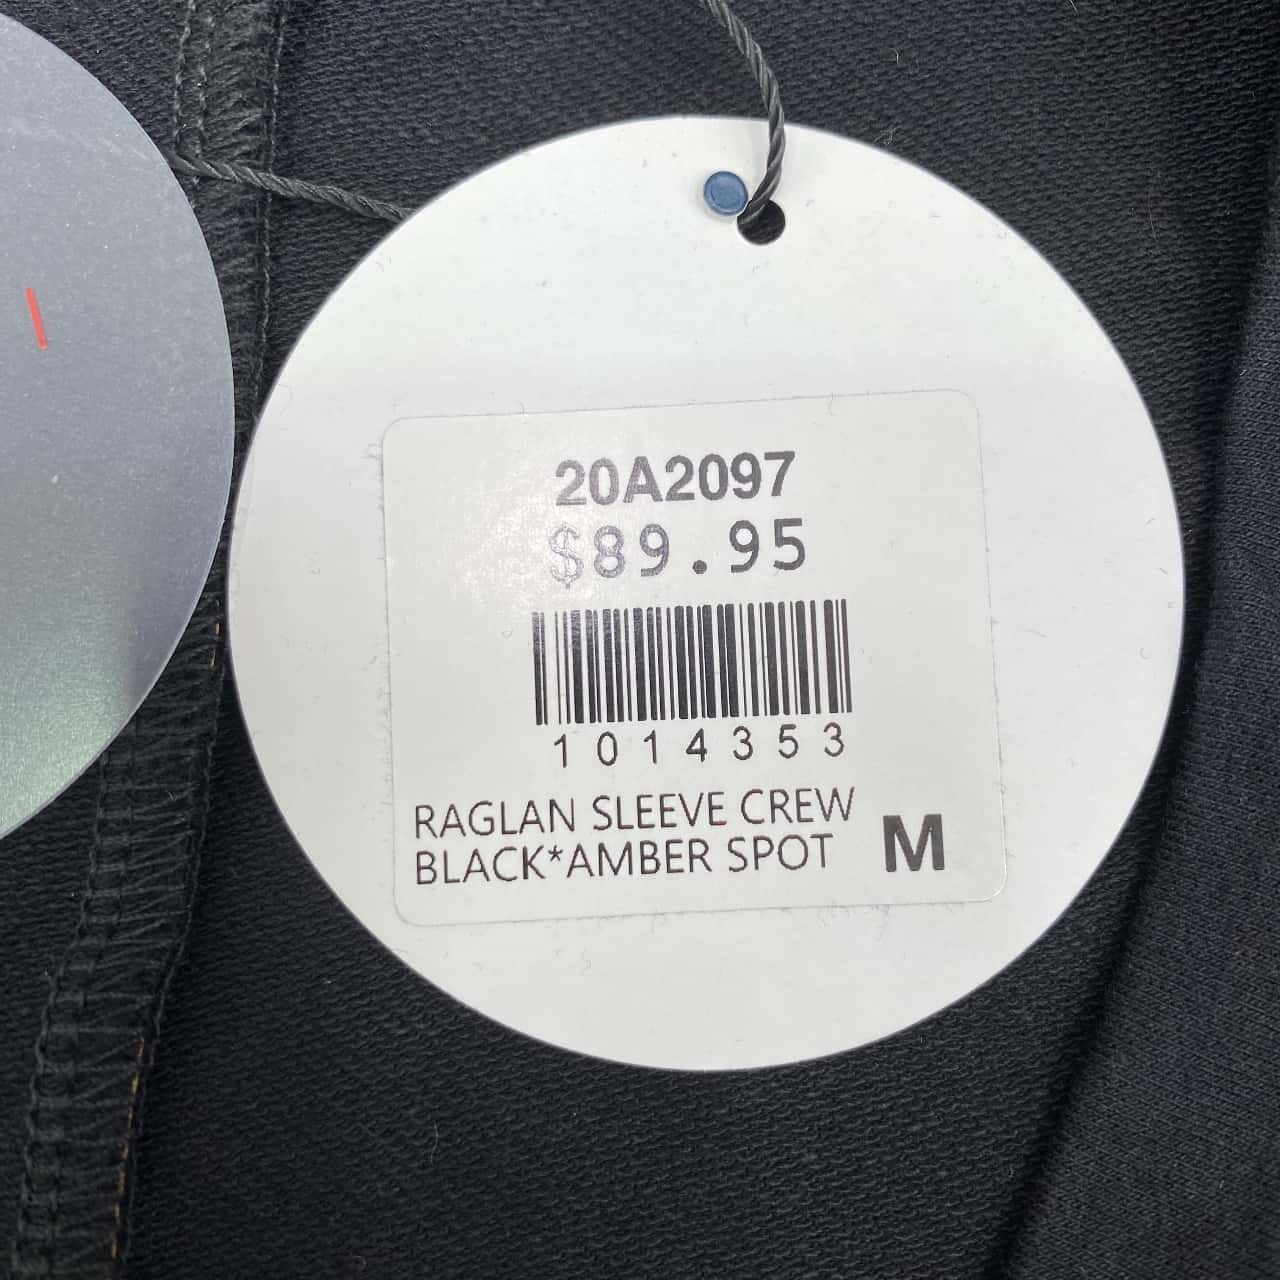 20A2097
$89.95
1014353
RAGLAN SLEEVE CREW
BLACK*AMBER SPOT M